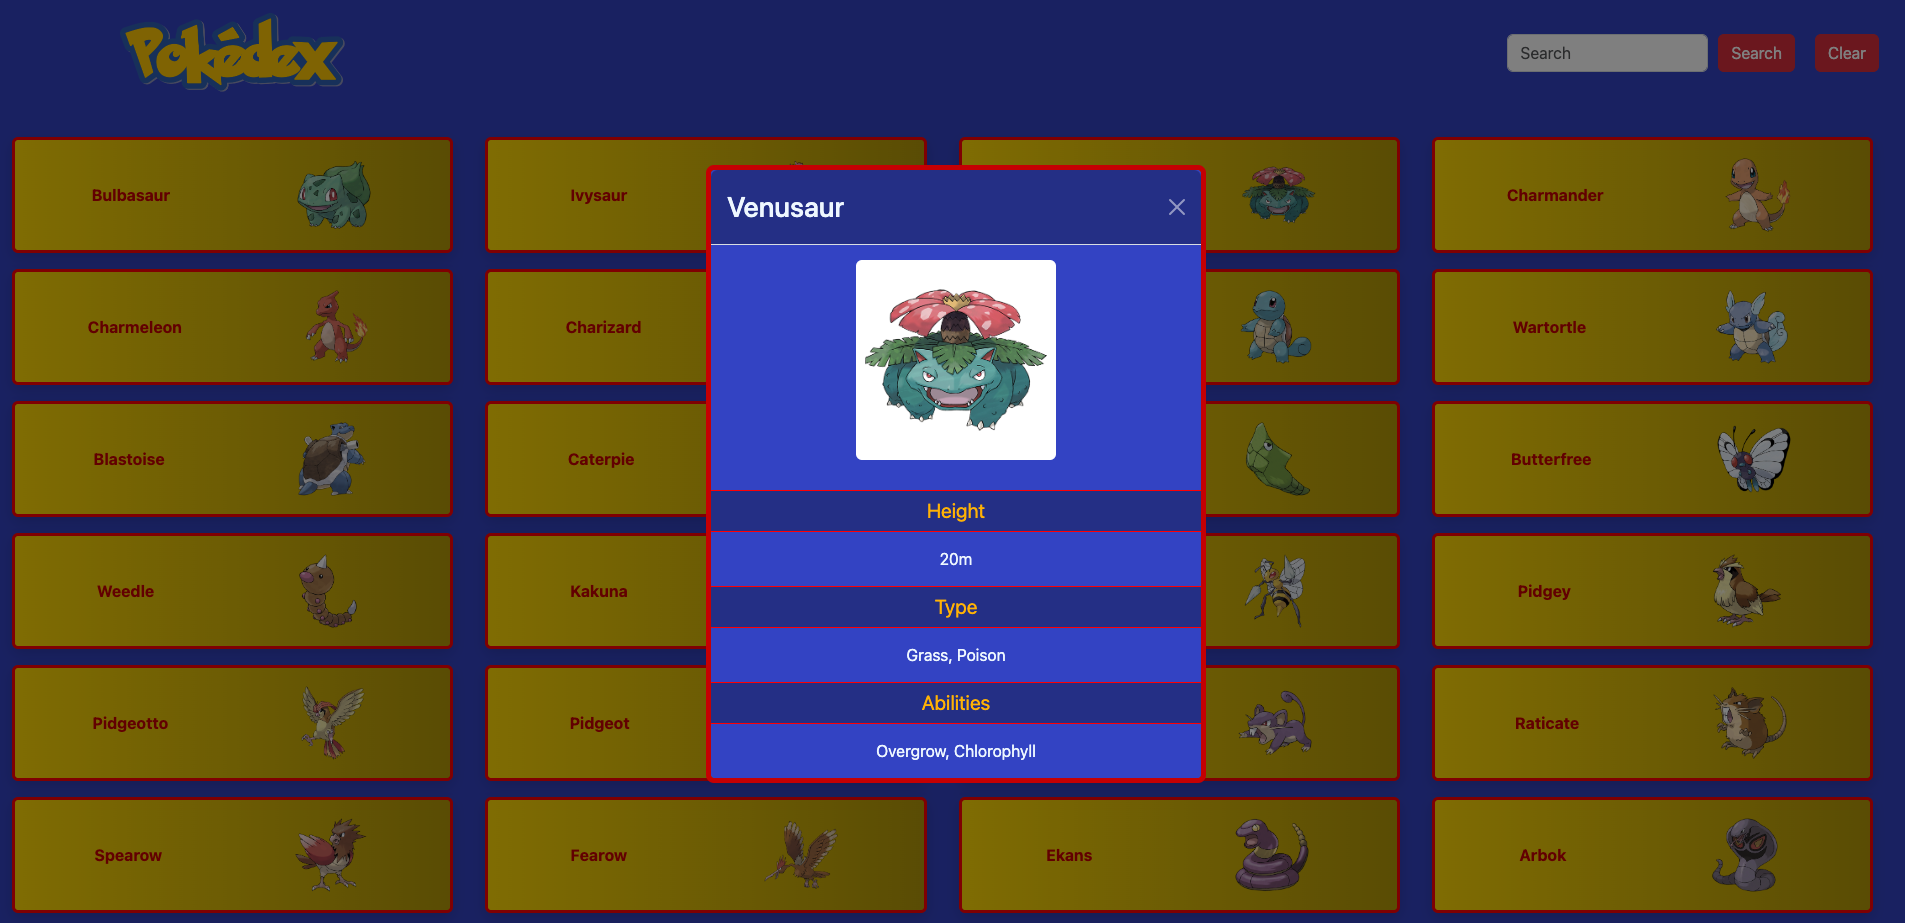 Pokédex
Search
Search
Clear
Bulbasaur
Ivysaur
Charmander
Venusaur
Charmeleon
Charizard
Wartortle
Blastoise
Caterpie
Butterfree
Height
20m
Weedle
Kakuna
Pidgey
Type
Grass, Poison
Abilities
Pidgeotto
Pidgeot
Raticate
Overgrow, Chlorophyll
Spearow
Fearow
Ekans
Arbok